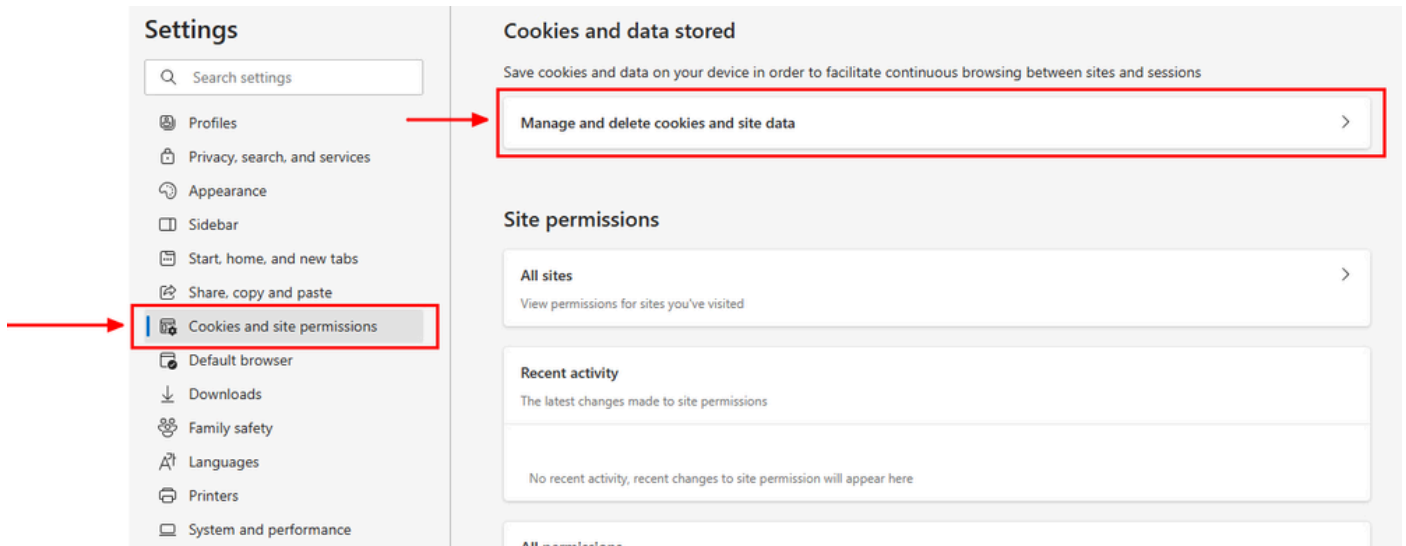 Settings
Search settings
Profiles
Privacy, search, and services
Appearance
Sidebar
Start, home, and new tabs
Share, copy and paste
Cookies and site permissions
Default browser
Downloads
Family safety
Languages
Printers
System and performance
Cookies and data stored
Save cookies and data on your device in order to facilitate continuous browsing between sites and sessions
Manage and delete cookies and site data
Site permissions
All sites
View permissions for sites you've visited
Recent activity
The latest changes made to site permissions
No recent activity, recent changes to site permission will appear here
All permissions